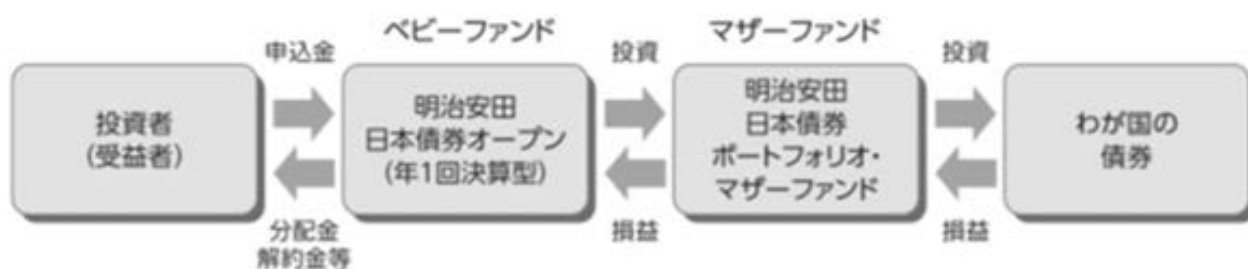 ベビーファンド
マザーファンド
申込金
投資
投資
投資者
(受益者)
明治安田
日本債券オープン
(年1回決算型)
明治安田
日本債券
ポートフォリオ・
マザーファンド
わが国の
債券
分配金
解約金等
損益
損益